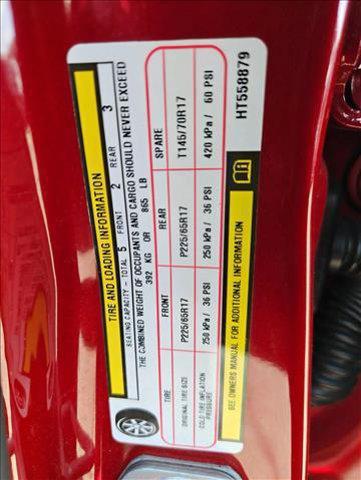 TIRE AND LOADING INFORMATION
SEATING CAPACITY - TOTAL 5 FRONT 2 REAR 3
THE COMBINED WEIGHT OF OCCUPANTS AND CARGO SHOULD NEVER EXCEED
392 KG OR 865 LB
TIRE FRONT REAR SPARE
ORIGINAL TIRE SIZE P225/65R17 P225/65R17 T145/70R17
COLD TIRE INFLATION PRESSURE 250 kPa / 36 PSI 250 kPa / 36 PSI 420 kPa / 60 PSI
SEE OWNERS MANUAL FOR ADDITIONAL INFORMATION
HT558879